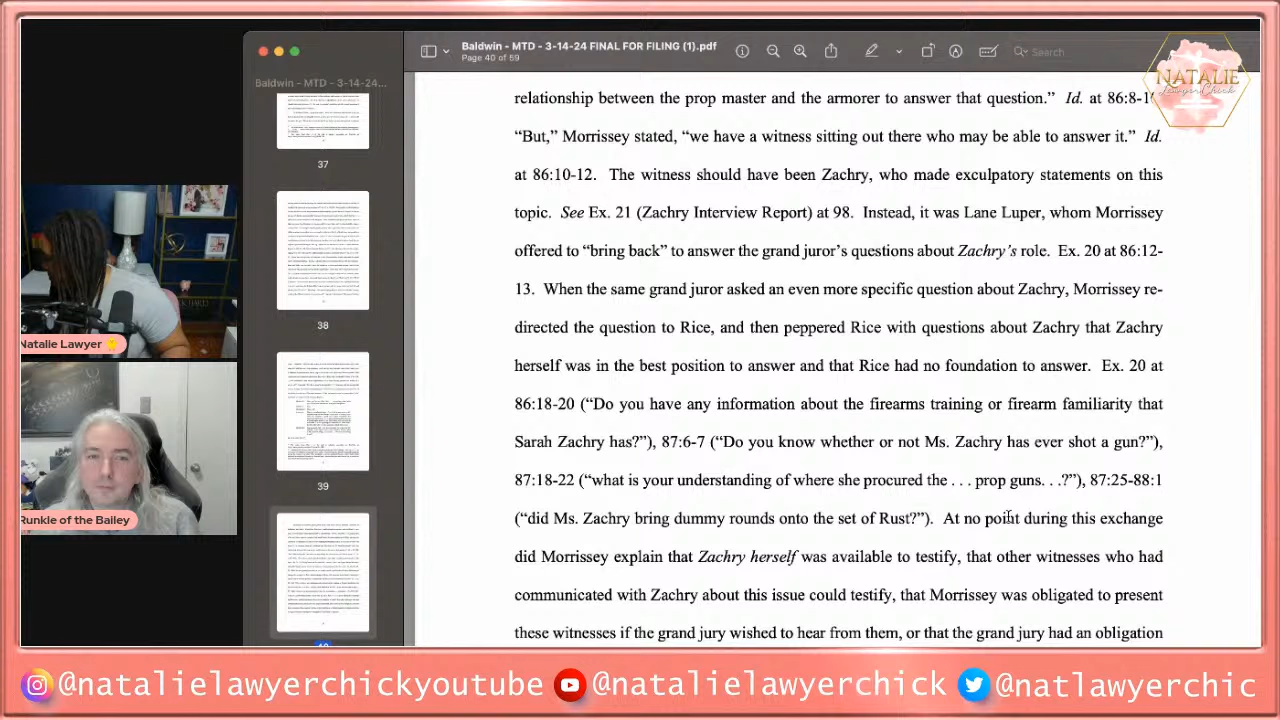 Baldwin - MTD - 3-14-24 FINAL FOR FILING (1).pdf
Page 40 of 59
Search
NATALIE
LawyerChick
Baldwin - MTD - 3-14-24...
37
38
39
relationship between the prop master and the armorer to answer that question." Id. at 86:8-1
"But," Morrissey stated, "we have a witness sitting out there who may be able to answer it." Id.
at 86:10-12. The witness should have been Zachry, who made exculpatory statements on this
topic. See Ex. 21 (Zachry Interview Excerpt) at 98. Instead, it was
whom Morrissey
offered to "bring back" to answer the grand juror's questions about Zachry's role. Ex. 20 at 86:12-
13. When the same grand juror asked an even more specific question about Zachry, Morrissey re-
directed the question to Rice, and then peppered Rice with questions about Zachry that Zachry
herself was in the best position to answer and that Rice had no foundation to answer. Ex. 20 at
86:18-20 ("Do you have any information about the firearms training or firearm familiarity that
Sarah Zachry has?"), 87:6-7 ("Do you know whether or not Ms. Zachry has ever shot a gun?"),
87:18-22 ("what is your understanding of where she procured the . . . prop guns. . .?"), 87:25-88:1
("did Ms. Zachry bring dummy rounds onto the set of Rust?"). At no point during this exchange
did Morrissey explain that Zachry herself was available to testify, that other witnesses who had
communicated with Zachry about this issue could testify, that Morrissey was obligated to present
these witnesses if the grand jury wished to hear from them, or that the grand jury had an obligation
Natalie Lawyer
Runkle of the Bailey
@natalielawyerchickyoutube
@natalielawyerchick
@natlawyerchic